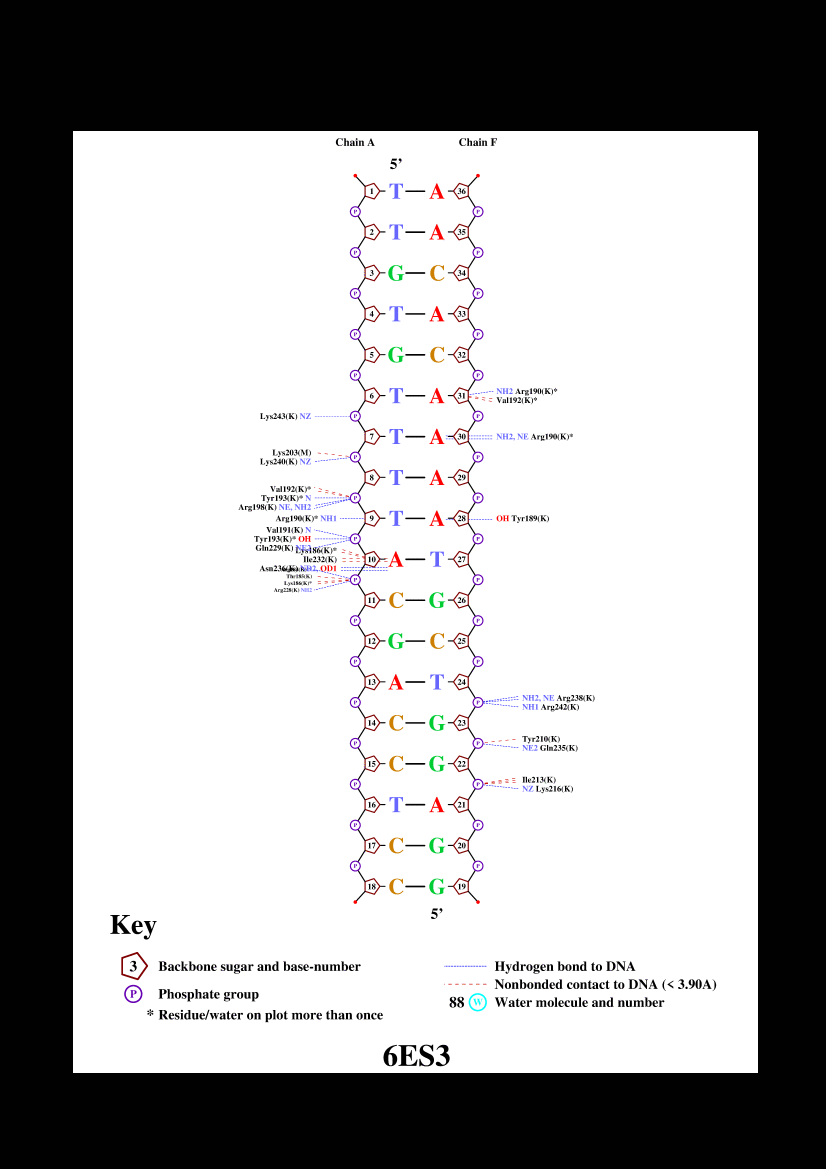 Chain A Chain F
5’
1 T A 36
P P
2 T A 35
P P
3 G C 34
P P
4 T A 33
P P
5 G C 32
P P
NH2 Arg190(K)*
6 T A 31
Val192(K)*
Lys243(K) NZ P P
7 T A 30 NH2, NE Arg190(K)*
Lys203(M)
P P
Lys240(K) NZ
8 T A 29
Val192(K)*
Tyr193(K)* N P P
Arg198(K) NE, NH2
Arg190(K)* NH1 9 T A 28 OH Tyr189(K)
Val191(K) N
Tyr193(K)* OH P P
Gln229(K) NE2
Lys186(K)*
Ile232(K) 10 A T 27
Asn236(K) ND2, OD1
Thr185(K) P P
Lys186(K)*
Arg228(K) NH2
11 C G 26
P P
12 G C 25
P P
13 A T 24
NH2, NE Arg238(K)
P P
NH1 Arg242(K)
14 C G 23
Tyr210(K)
P P
NE2 Gln235(K)
15 C G 22
Ile213(K)
P P
NZ Lys216(K)
16 T A 21
P P
17 C G 20
P P
18 C G 19
5’
Key
3 Backbone sugar and base-number
P Phosphate group
* Residue/water on plot more than once
Hydrogen bond to DNA
Nonbonded contact to DNA (< 3.90A)
88 W Water molecule and number
6ES3